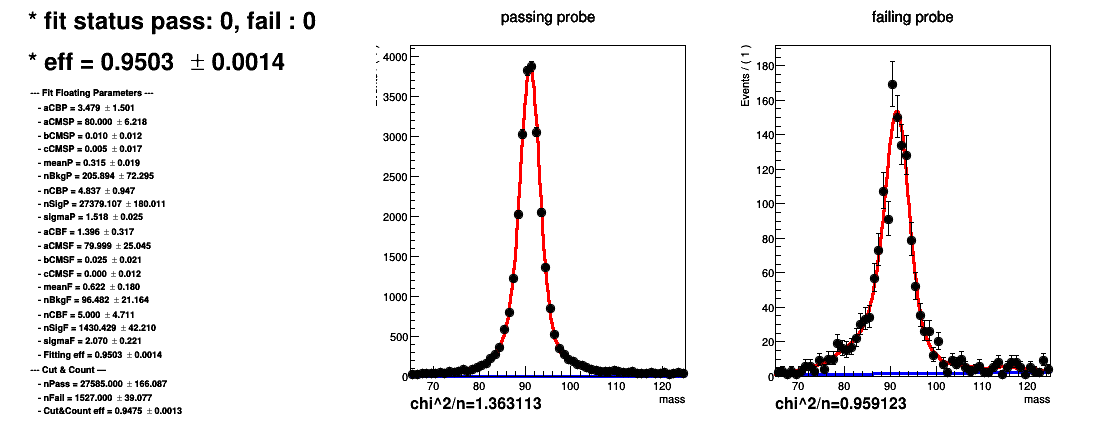 * fit status pass: 0, fail : 0
* eff = 0.9503 ± 0.0014
--- Fit Floating Parameters ---
- aCBP = 3.479 ± 1.501
- aCMSP = 80.000 ± 6.218
- bCMSP = 0.010 ± 0.012
- cCMSP = 0.005 ± 0.017
- meanP = 0.315 ± 0.019
- nBkgP = 205.894 ± 72.295
- nCBP = 4.837 ± 0.947
- nSigP = 27379.107 ± 180.011
- sigmaP = 1.518 ± 0.025
- aCBF = 1.396 ± 0.317
- aCMSF = 79.999 ± 25.045
- bCMSF = 0.025 ± 0.021
- cCMSF = 0.000 ± 0.012
- meanF = 0.622 ± 0.180
- nBkgF = 96.482 ± 21.164
- nCBF = 5.000 ± 4.711
- nSigF = 1430.429 ± 42.210
- sigmaF = 2.070 ± 0.221
- Fitting eff = 0.9503 ± 0.0014
--- Cut & Count ---
- nPass = 27585.000 ± 166.087
- nFail = 1527.000 ± 39.077
- Cut&Count eff = 0.9475 ± 0.0013
passing probe
4000
3500
3000
2500
2000
1500
1000
500
0
70 80 90 100 110 120
mass
chi^2/n=1.363113
failing probe
Events / ( 1 )
180
160
140
120
100
80
60
40
20
0
70 80 90 100 110 120
mass
chi^2/n=0.959123